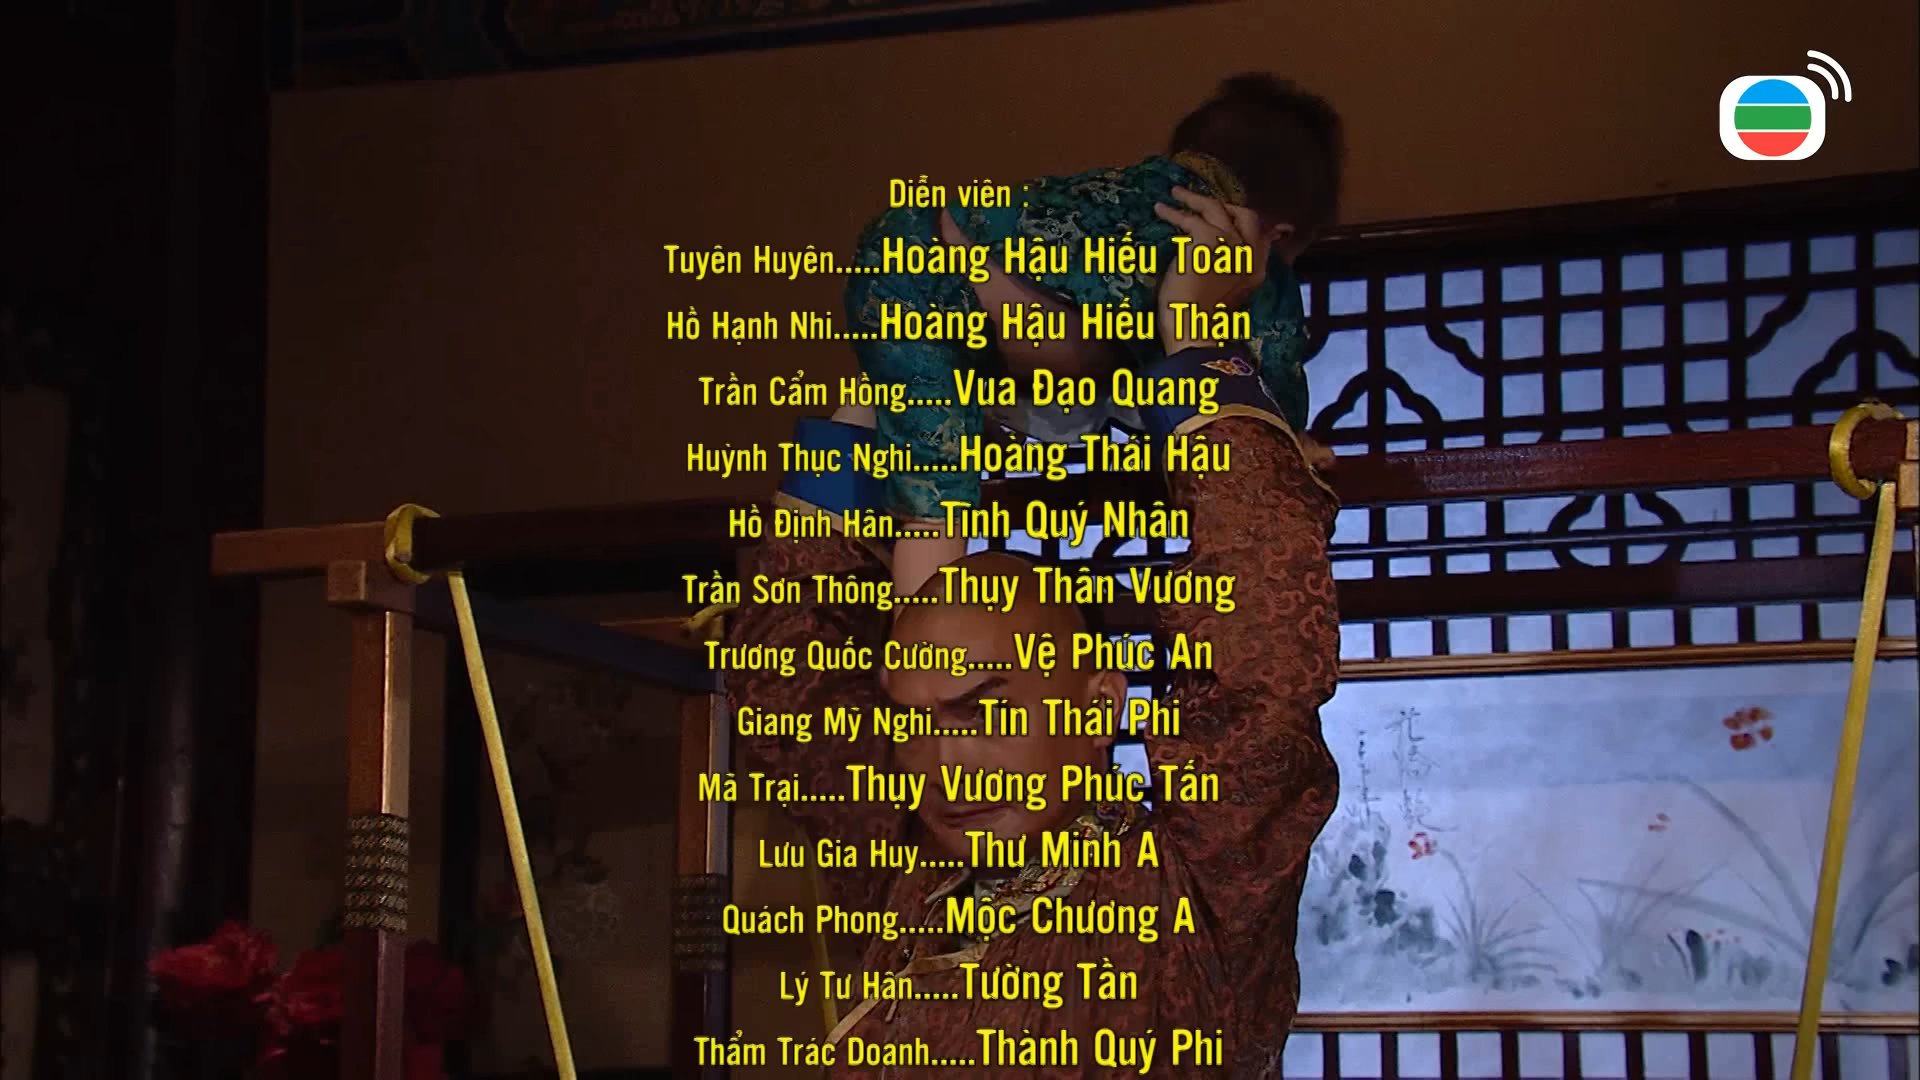 Diễn viên :
Tuyên Huyên.....Hoàng Hậu Hiếu Toàn
Hồ Hạnh Nhi.....Hoàng Hậu Hiếu Thận
Trần Cẩm Hồng.....Vua Đạo Quang
Huỳnh Thục Nghi.....Hoàng Thái Hậu
Hồ Định Hân.....Tĩnh Quý Nhân
Trần Sơn Thông.....Thụy Thân Vương
Trương Quốc Cường.....Vệ Phúc An
Giang Mỹ Nghi.....Tín Thái Phi
Mã Trại.....Thụy Vương Phúc Tấn
Lưu Gia Huy.....Thư Minh A
Quách Phong.....Mộc Chương A
Lý Tư Hân.....Tường Tần
Thẩm Trác Doanh.....Thành Quý Phi